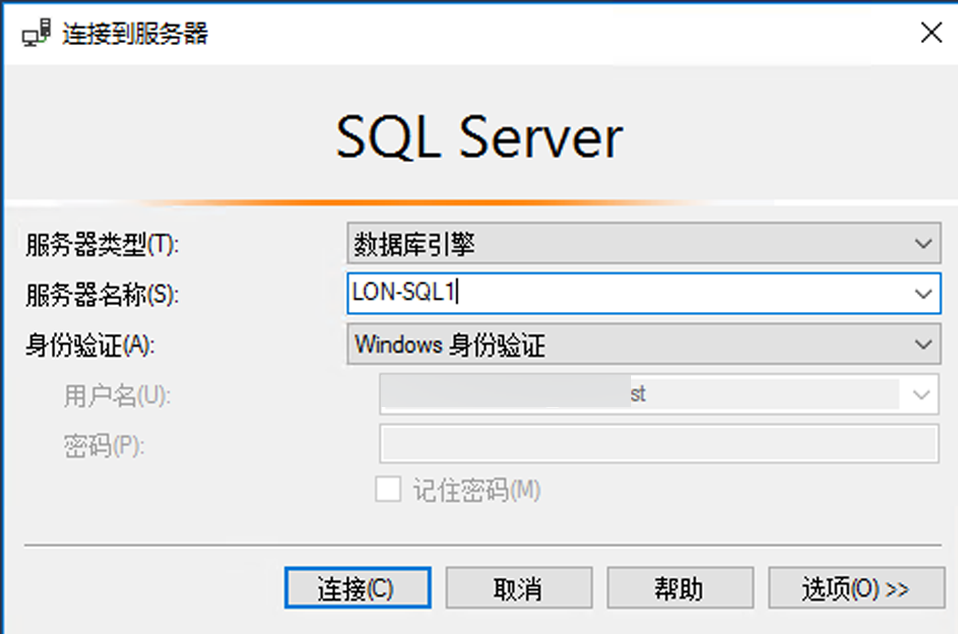 连接到服务器
SQL Server
服务器类型(T):
数据库引擎
服务器名称(S):
LON-SQL1
身份验证(A):
Windows 身份验证
用户名(U):
st
密码(P):
记住密码(M)
连接(C)
取消
帮助
选项(O) >>